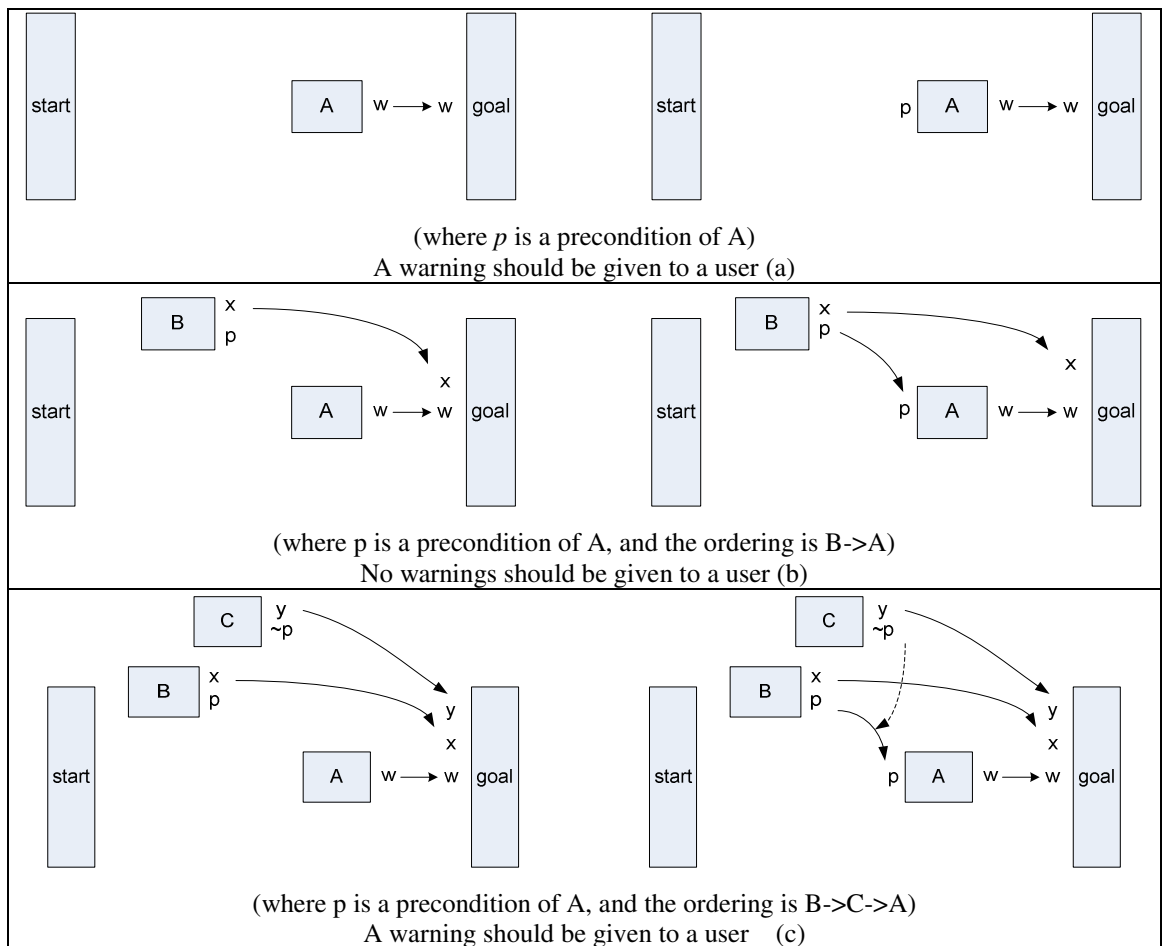 start A w w goal start p A w w goal
(where p is a precondition of A)
A warning should be given to a user (a)
B x p x start A w w goal
B x p x start p A w w goal
(where p is a precondition of A, and the ordering is B->A)
No warnings should be given to a user (b)
C y ~p B x p y x start A w w goal
C y ~p B x p y x start p A w w goal
(where p is a precondition of A, and the ordering is B->C->A)
A warning should be given to a user (c)